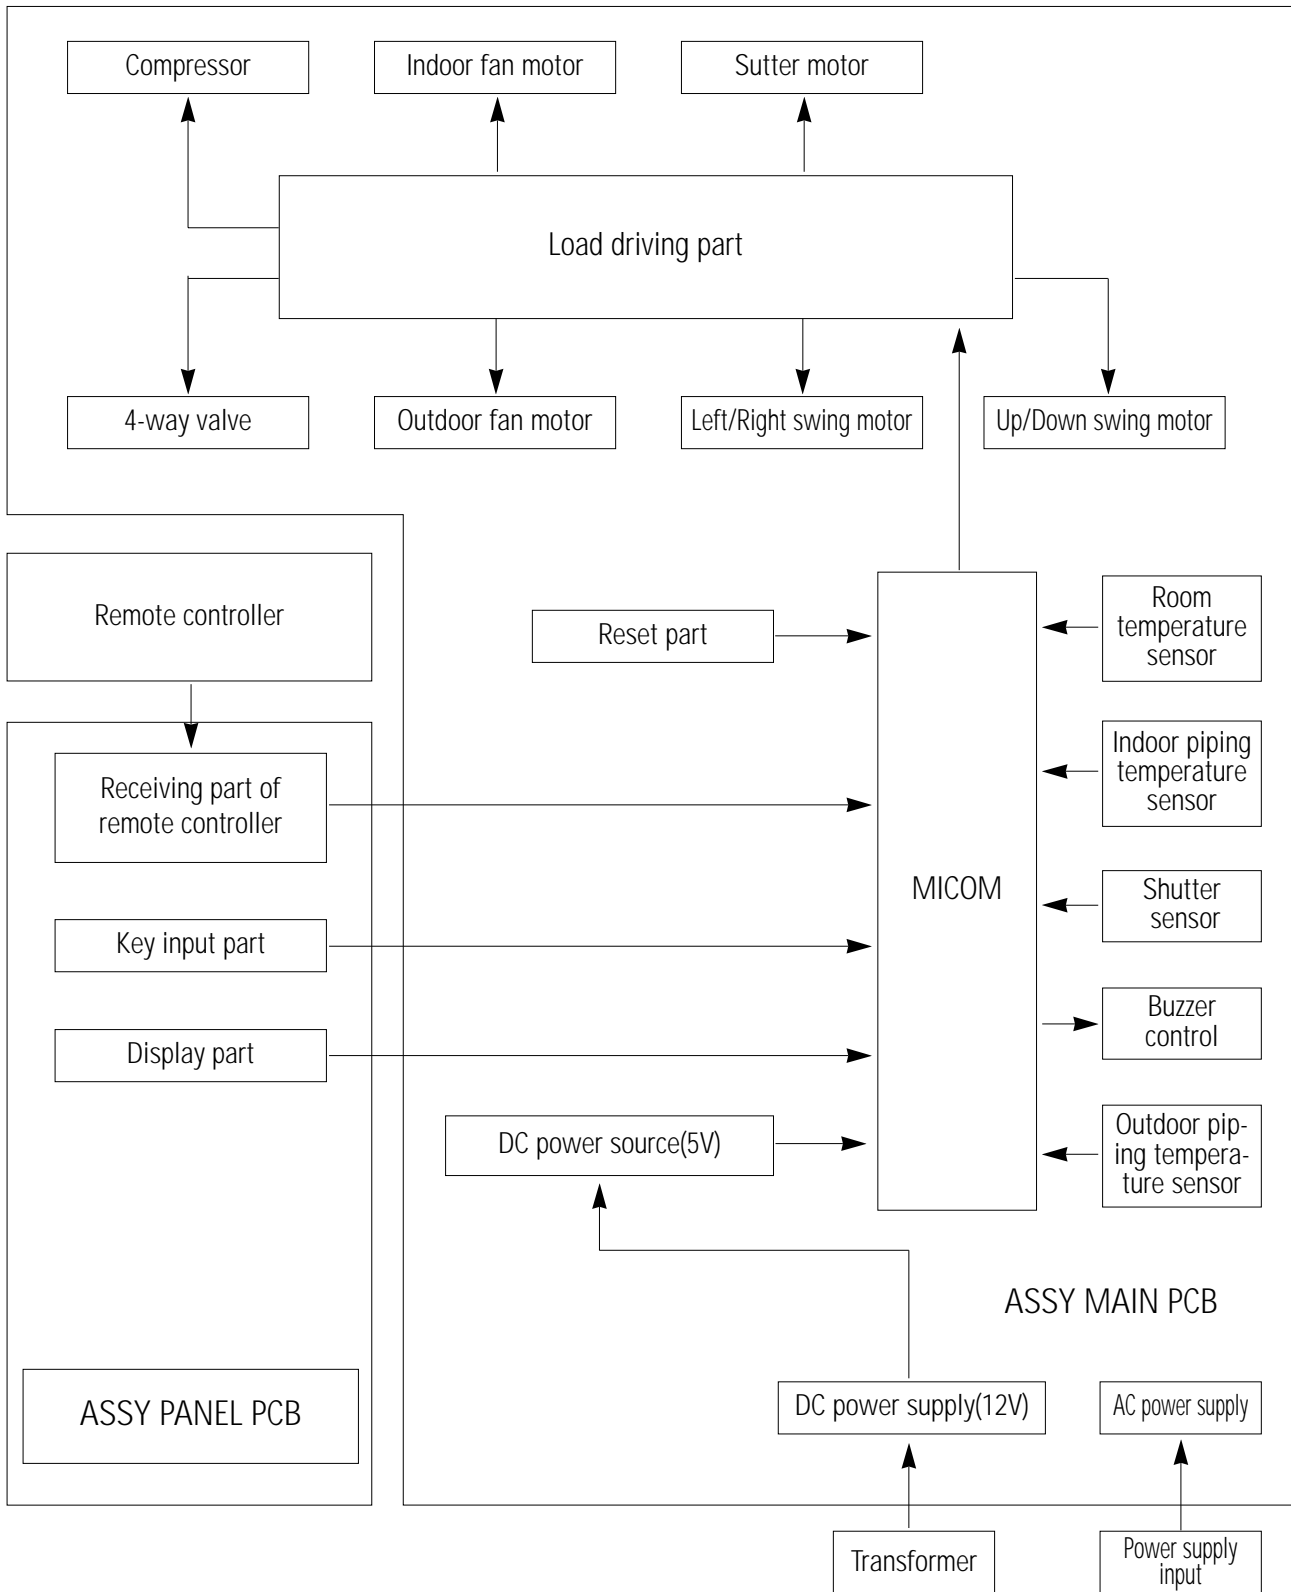 Compressor
Indoor fan motor
Sutter motor
Load driving part
4-way valve
Outdoor fan motor
Left/Right swing motor
Up/Down swing motor
Remote controller
Receiving part of
remote controller
Key input part
Display part
ASSY PANEL PCB
Reset part
DC power source(5V)
MICOM
Room
temperature
sensor
Indoor piping
temperature
sensor
Shutter
sensor
Buzzer
control
Outdoor pip-
ing tempera-
ture sensor
ASSY MAIN PCB
DC power supply(12V)
AC power supply
Transformer
Power supply
input